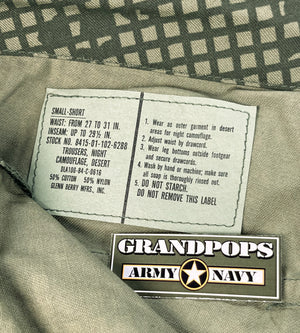 SMALL-SHORT
WAIST: FROM 27 TO 31 IN.
INSEAM: UP TO 29½ IN.
STOCK NO. 8415-01-102-6288
TROUSERS, NIGHT
CAMOUFLAGE, DESERT
DLA100-84-C-0616
50% COTTON 50% NYLON
GLENN BERRY MFRS., INC.
1. Wear as outer garment in desert
areas for night camouflage.
2. Adjust waist by drawcord.
3. Wear leg bottoms outside footgear
and secure drawcords.
4. Wash by hand or machine; make sure
all soap is thoroughly rinsed out.
5. DO NOT STARCH.
DO NOT REMOVE THIS LABEL
GRANDPOPS
ARMY NAVY